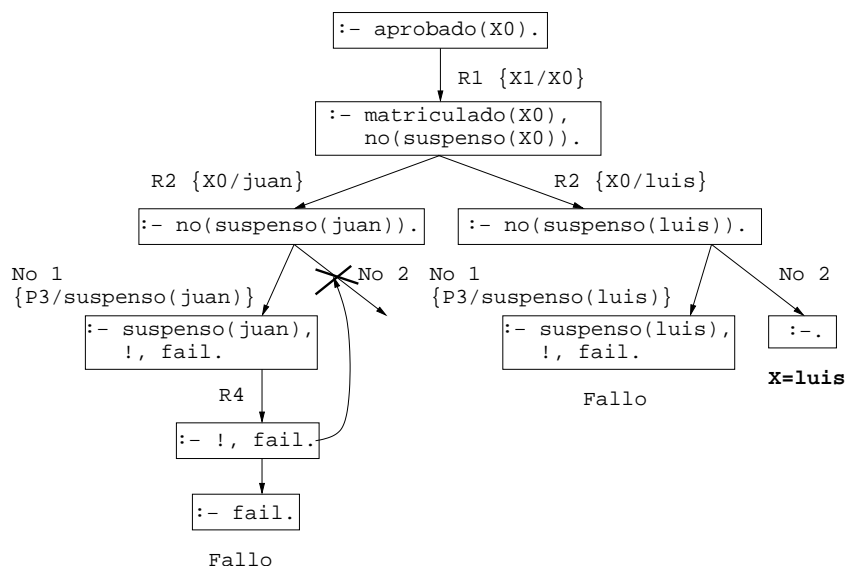 :- aprobado(X0).
R1 {X1/X0}
:- matriculado(X0),
no(suspenso(X0)).
R2 {X0/juan}
R2 {X0/luis}
:- no(suspenso(juan)).
:- no(suspenso(luis)).
No 1
{P3/suspenso(juan)}
No 2
No 1
{P3/suspenso(luis)}
No 2
:- suspenso(juan),
!, fail.
:- suspenso(luis),
!, fail.
:-.
X=luis
R4
Fallo
:- !, fail.
:- fail.
Fallo